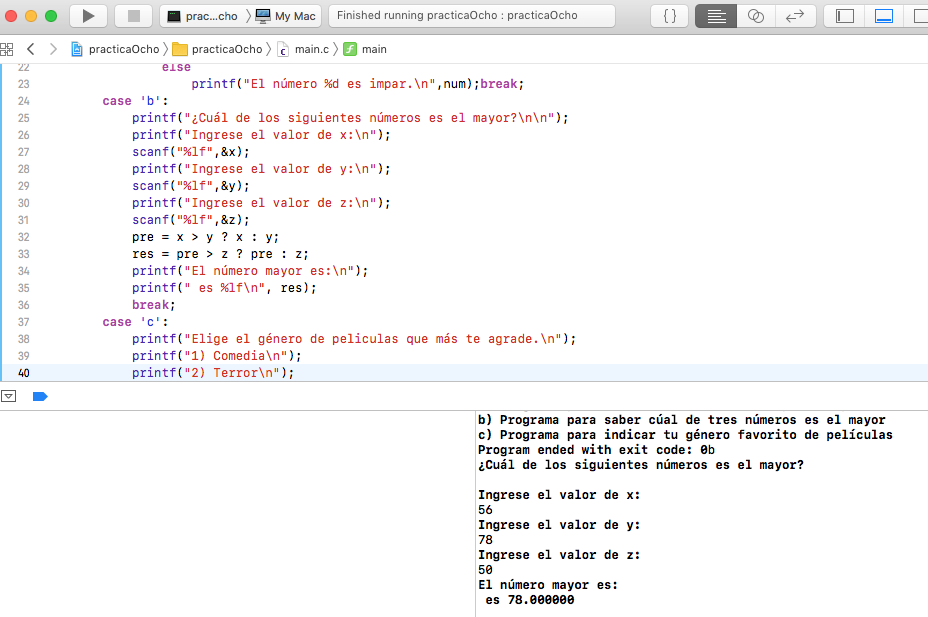 prac...cho 〉 My Mac
Finished running practicaOcho : practicaOcho
{ }
practicaOcho 〉 practicaOcho 〉 c main.c 〉 f main
22 else
23 printf("El número %d es impar.\n",num);break;
24 case 'b':
25 printf("¿Cuál de los siguientes números es el mayor?\n\n");
26 printf("Ingrese el valor de x:\n");
27 scanf("%lf",&x);
28 printf("Ingrese el valor de y:\n");
29 scanf("%lf",&y);
30 printf("Ingrese el valor de z:\n");
31 scanf("%lf",&z);
32 pre = x > y ? x : y;
33 res = pre > z ? pre : z;
34 printf("El número mayor es:\n");
35 printf(" es %lf\n", res);
36 break;
37 case 'c':
38 printf("Elige el género de peliculas que más te agrade.\n");
39 printf("1) Comedia\n");
40 printf("2) Terror\n");
b) Programa para saber cúal de tres números es el mayor
c) Programa para indicar tu género favorito de películas
Program ended with exit code: 0b
¿Cuál de los siguientes números es el mayor?
Ingrese el valor de x:
56
Ingrese el valor de y:
78
Ingrese el valor de z:
50
El número mayor es:
es 78.000000